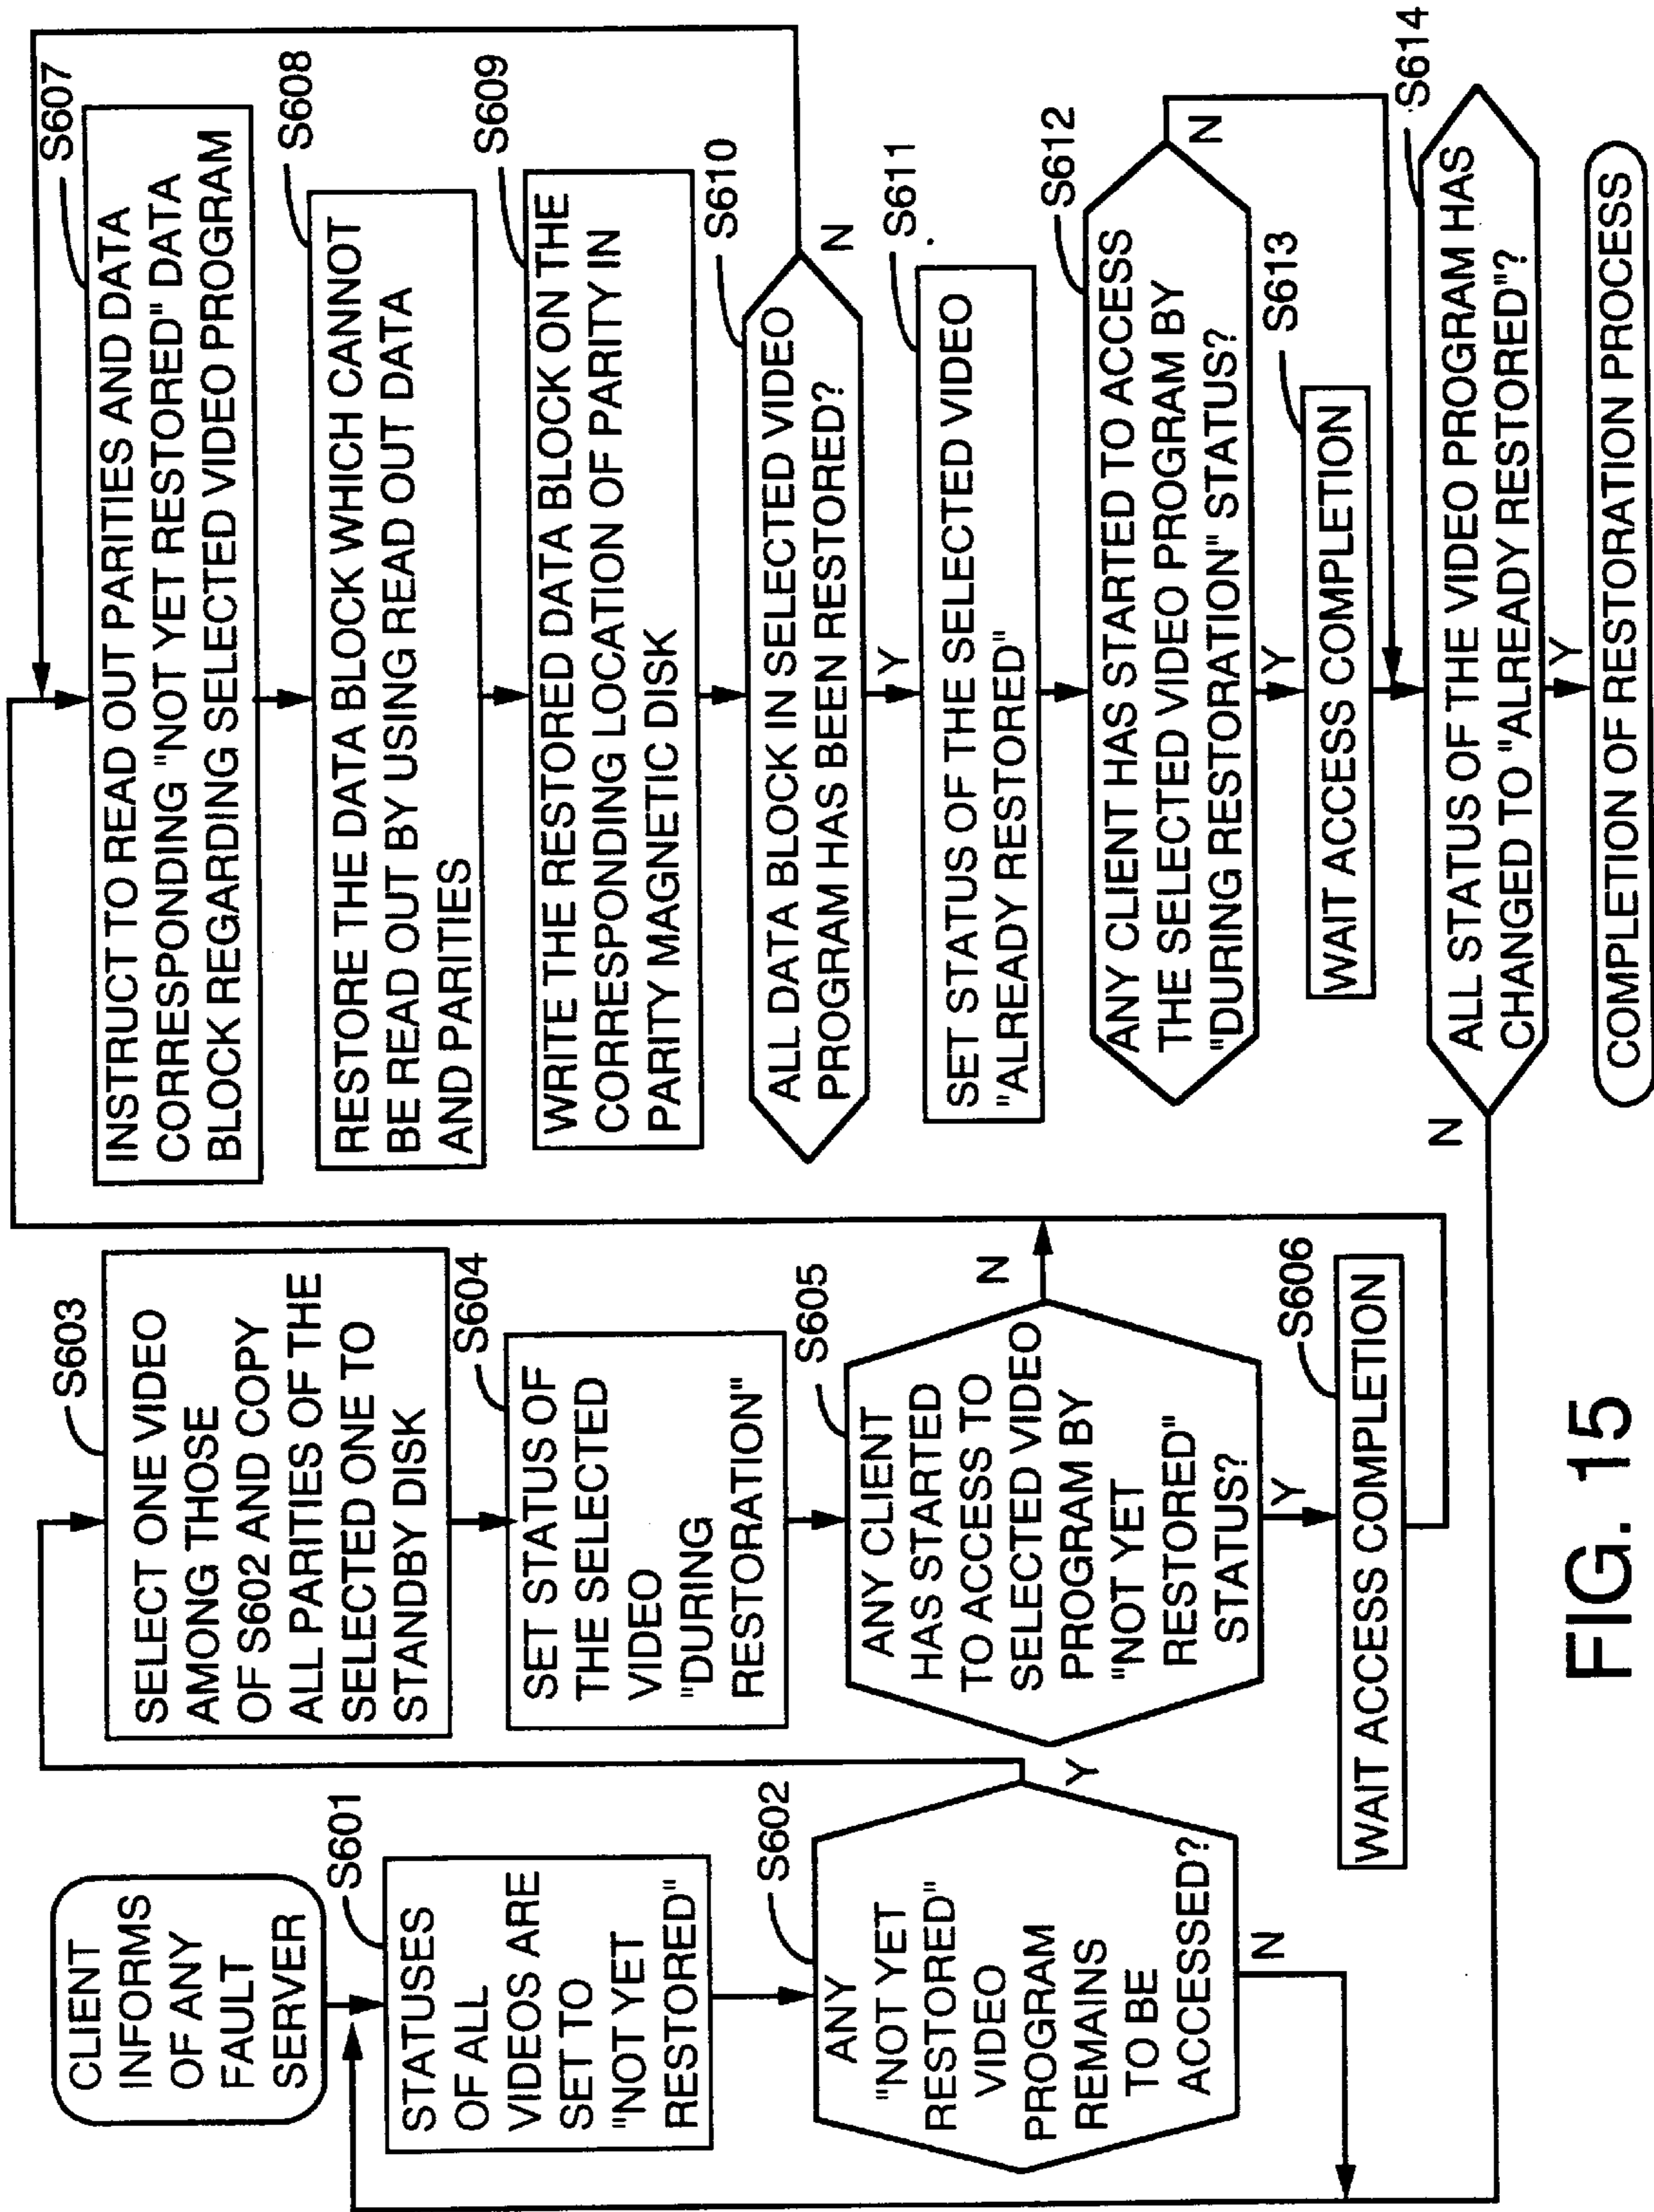 CLIENT
INFORMS
OF ANY
FAULT
SERVER
S601
STATUSES
OF ALL
VIDEOS ARE
SET TO
"NOT YET
RESTORED"
S602
ANY
"NOT YET
RESTORED"
VIDEO
PROGRAM
REMAINS
TO BE
ACCESSED?
Y
N
S603
SELECT ONE VIDEO
AMONG THOSE
OF S602 AND COPY
ALL PARITIES OF THE
SELECTED ONE TO
STANDBY DISK
S604
SET STATUS OF
THE SELECTED
VIDEO
"DURING
RESTORATION"
S605
ANY CLIENT
HAS STARTED
TO ACCESS TO
SELECTED VIDEO
PROGRAM BY
"NOT YET
RESTORED"
STATUS?
N
Y
S606
WAIT ACCESS COMPLETION
S607
INSTRUCT TO READ OUT PARITIES AND DATA
CORRESPONDING "NOT YET RESTORED" DATA
BLOCK REGARDING SELECTED VIDEO PROGRAM
S608
RESTORE THE DATA BLOCK WHICH CANNOT
BE READ OUT BY USING READ OUT DATA
AND PARITIES
S609
WRITE THE RESTORED DATA BLOCK ON THE
CORRESPONDING LOCATION OF PARITY IN
PARITY MAGNETIC DISK
S610
ALL DATA BLOCK IN SELECTED VIDEO
PROGRAM HAS BEEN RESTORED?
N
Y
S611
SET STATUS OF THE SELECTED VIDEO
"ALREADY RESTORED"
S612
ANY CLIENT HAS STARTED TO ACCESS
THE SELECTED VIDEO PROGRAM BY
"DURING RESTORATION" STATUS?
N
Y
S613
WAIT ACCESS COMPLETION
S614
ALL STATUS OF THE VIDEO PROGRAM HAS
CHANGED TO "ALREADY RESTORED"?
N
Y
COMPLETION OF RESTORATION PROCESS
FIG. 15